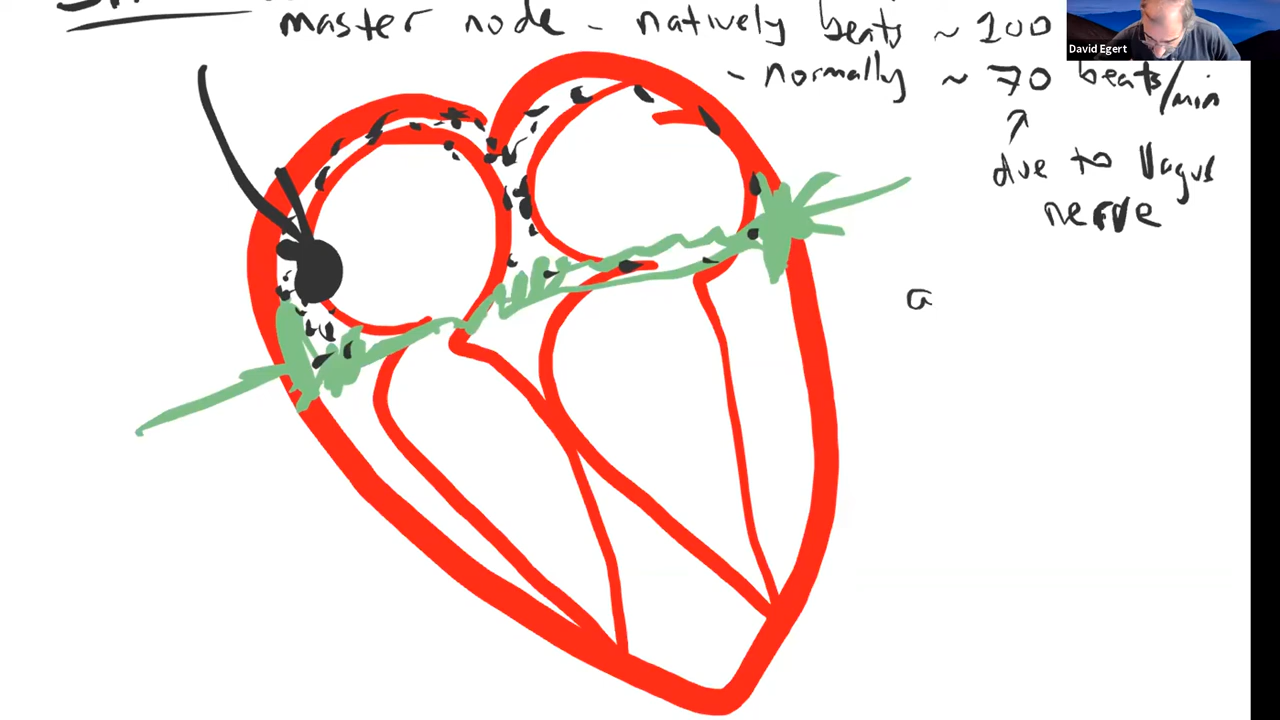 master node - natively beats ~ 100
David Egert
- normally ~ 70 beats/min
due to Vagus
nerve
a